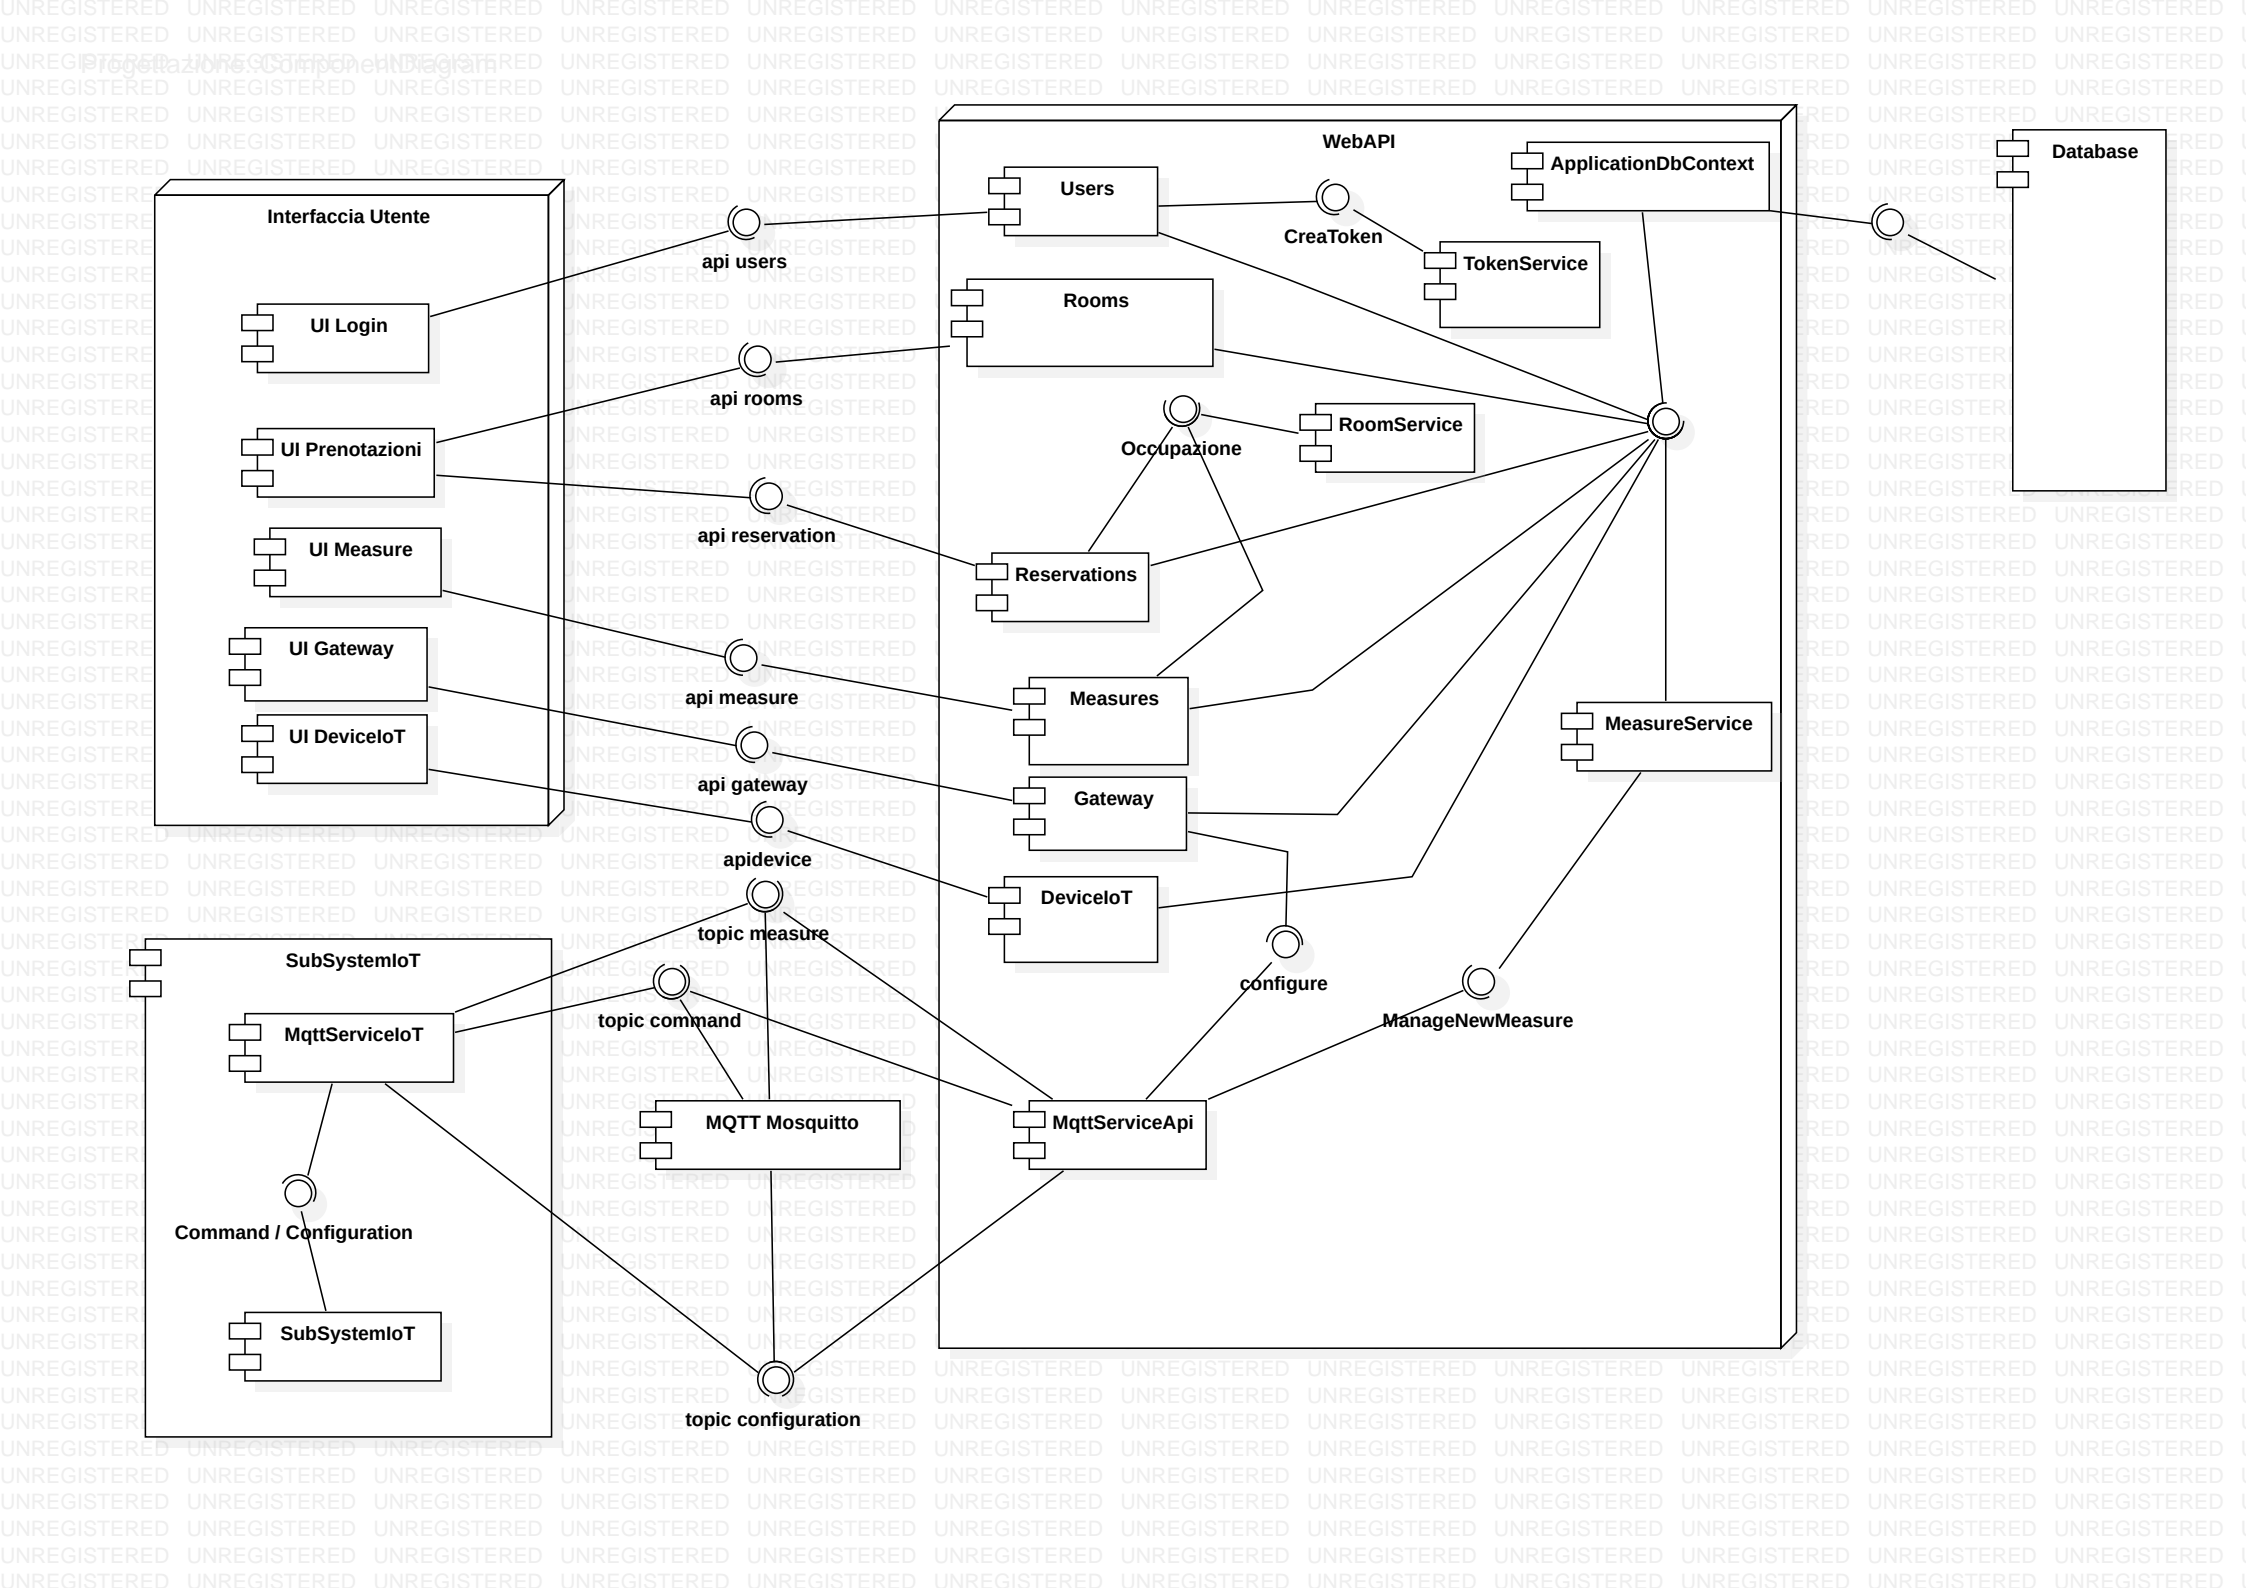 Progettazione: ComponentDiagram
WebAPI
Interfaccia Utente
UI Login
UI Prenotazioni
UI Measure
UI Gateway
UI DeviceIoT
api users
api rooms
api reservation
api measure
api gateway
apidevice
topic measure
topic command
topic configuration
Users
CreaToken
ApplicationDbContext
TokenService
Database
Rooms
Occupazione
RoomService
Reservations
Measures
MeasureService
Gateway
DeviceIoT
configure
ManageNewMeasure
MqttServiceApi
MQTT Mosquitto
SubSystemIoT
MqttServiceIoT
Command / Configuration
SubSystemIoT
UNREGISTERED